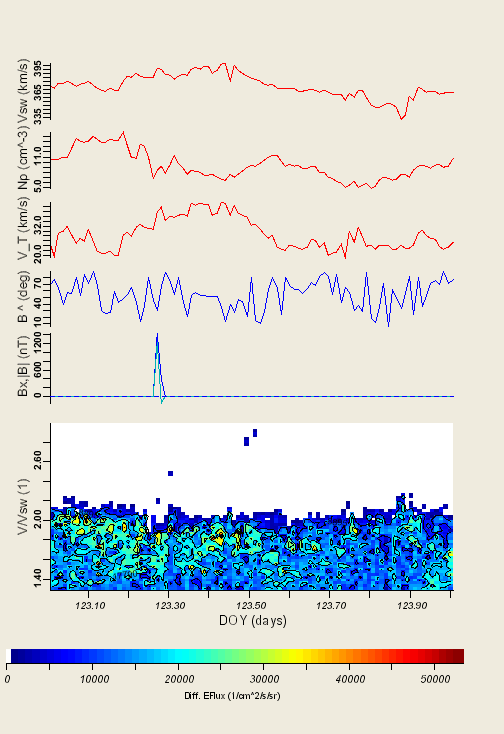 Vsw (km/s)
395
365
335
Np (cm^-3)
11.0
5.0
V_T (km/s)
32.0
20.0
B ^ (deg)
70
40
10
Bx,|B| (nT)
1200
600
0
V/Vsw (1)
2.60
2.00
1.40
123.10 123.30 123.50 123.70 123.90
DOY (days)
0 10000 20000 30000 40000 50000
Diff. EFlux (1/cm^2/s/sr)